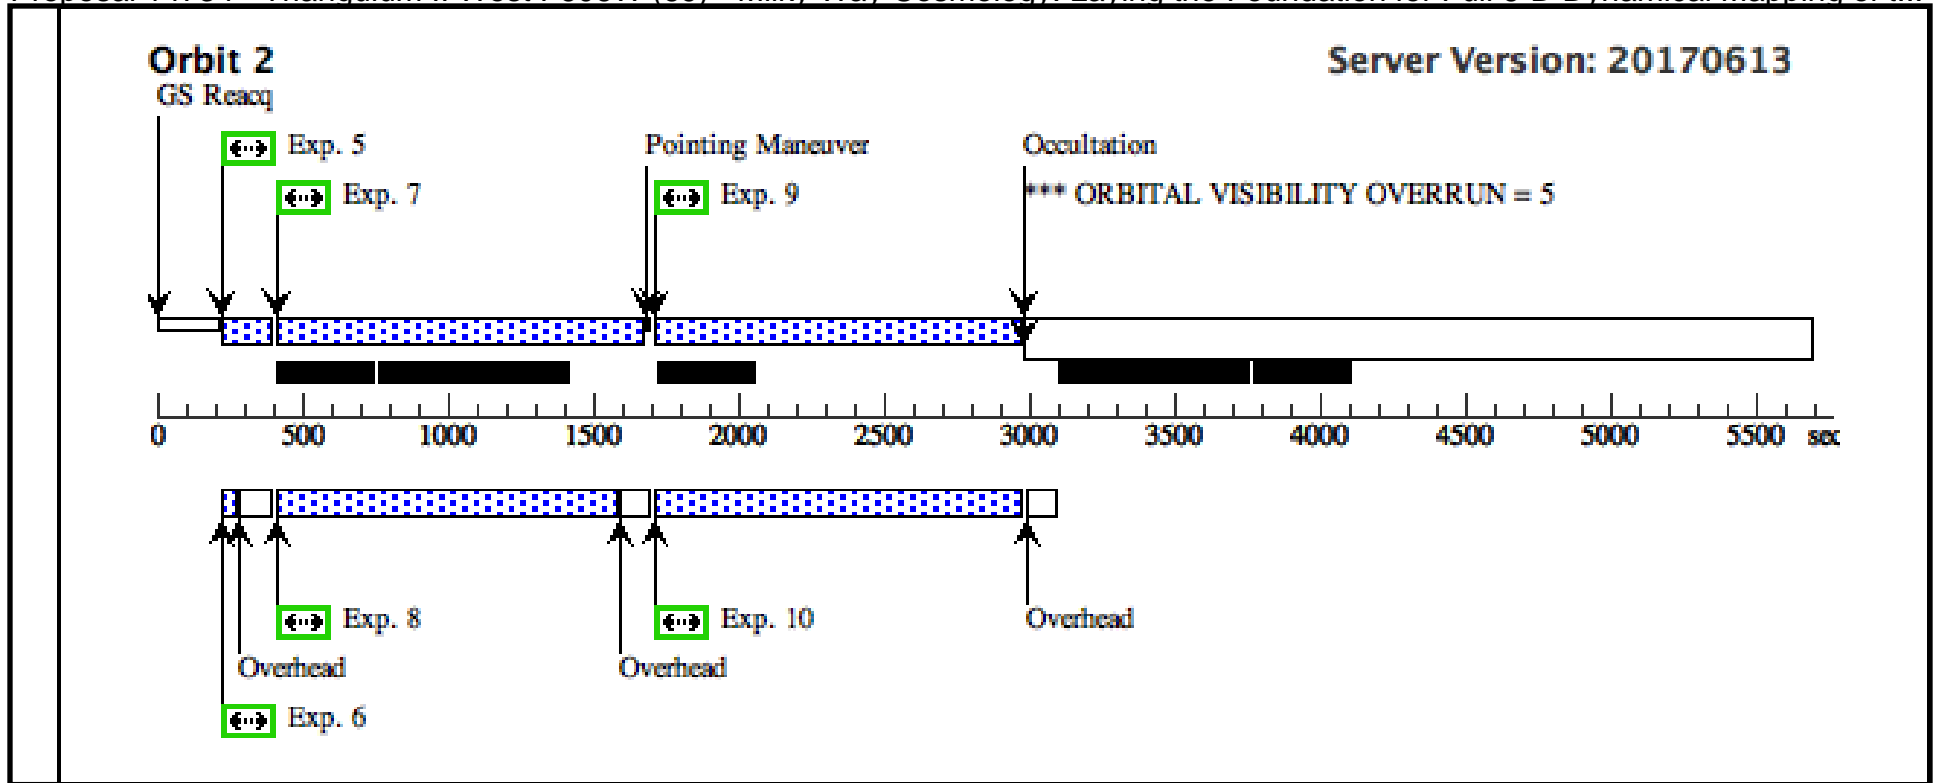 Orbit 2
Server Version: 20170613
GS Reacq
Exp. 5
Pointing Maneuver
Occultation
Exp. 7
Exp. 9
*** ORBITAL VISIBILITY OVERRUN = 5
0 500 1000 1500 2000 2500 3000 3500 4000 4500 5000 5500 sec
Exp. 8
Exp. 10
Overhead
Overhead
Overhead
Exp. 6